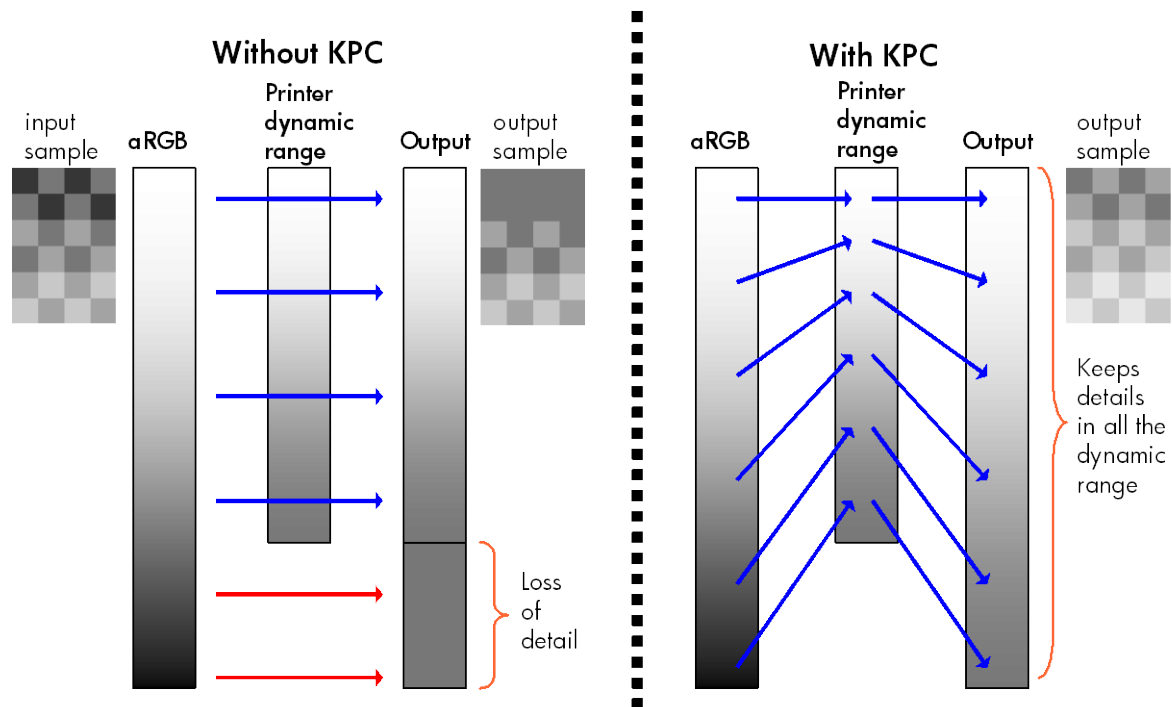 Without KPC
input
sample
aRGB
Printer
dynamic
range
Output
output
sample
Loss
of
detail
With KPC
aRGB
Printer
dynamic
range
Output
output
sample
Keeps
details
in all the
dynamic
range